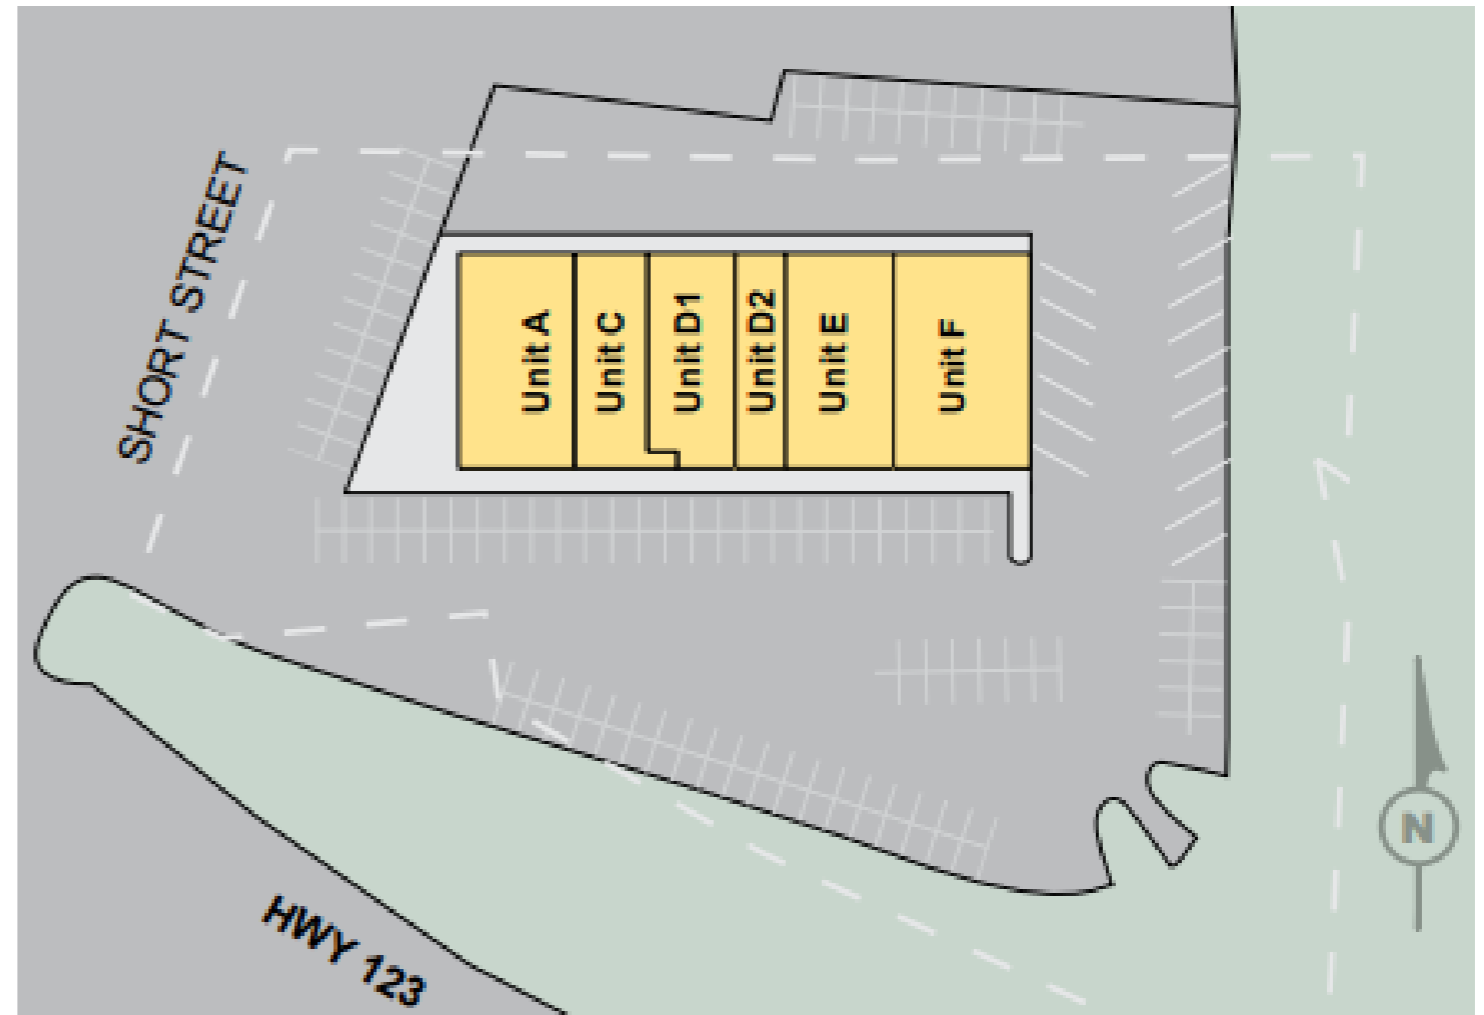 SHORT STREET
Unit A
Unit C
Unit D1
Unit D2
Unit E
Unit F
N
HWY 123